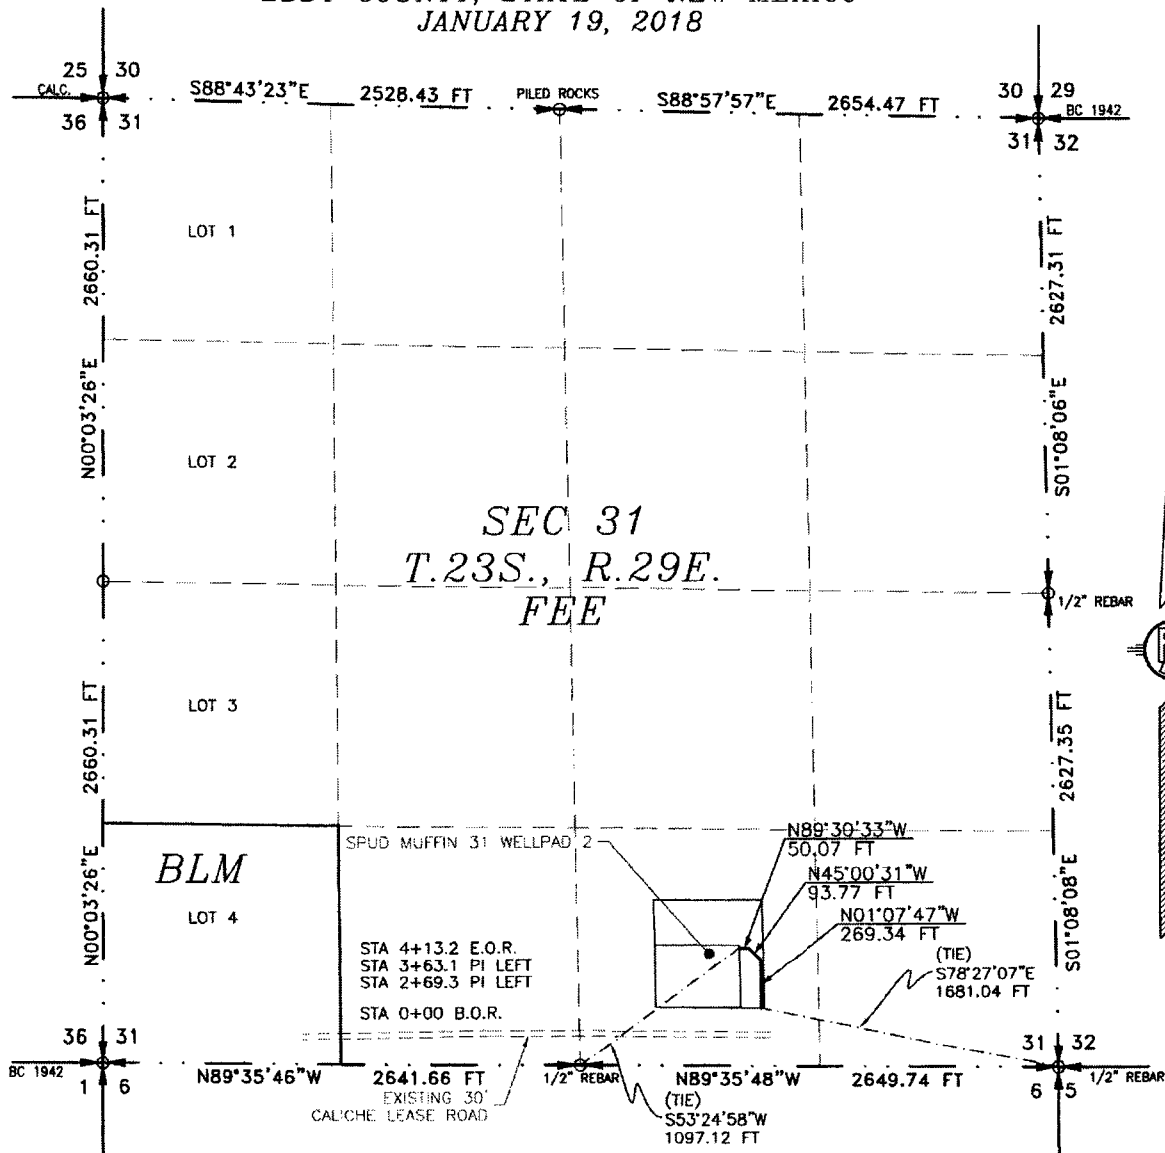 JANUARY 19, 2018
25 30
CALC.
36 31
S88°43'23"E 2528.43 FT
PILED ROCKS
S88°57'57"E 2654.47 FT
30 29
BC 1942
31 32
LOT 1
N00°03'26"E 2660.31 FT
S01°08'06"E 2627.31 FT
LOT 2
SEC 31
T.23S., R.29E.
FEE
1/2" REBAR
LOT 3
N00°03'26"E 2660.31 FT
S01°08'08"E 2627.35 FT
SPUD MUFFIN 31 WELLPAD 2
N89°30'33"W
50.07 FT
N45°00'31"W
93.77 FT
N01°07'47"W
269.34 FT
BLM
LOT 4
(TIE)
S78°27'07"E
1681.04 FT
STA 4+13.2 E.O.R.
STA 3+63.1 PI LEFT
STA 2+69.3 PI LEFT
STA 0+00 B.O.R.
36 31
BC 1942
1 6
N89°35'46"W 2641.66 FT
1/2" REBAR
N89°35'48"W 2649.74 FT
31 32
1/2" REBAR
6 5
EXISTING 30'
CALICHE LEASE ROAD
(TIE)
S53°24'58"W
1097.12 FT